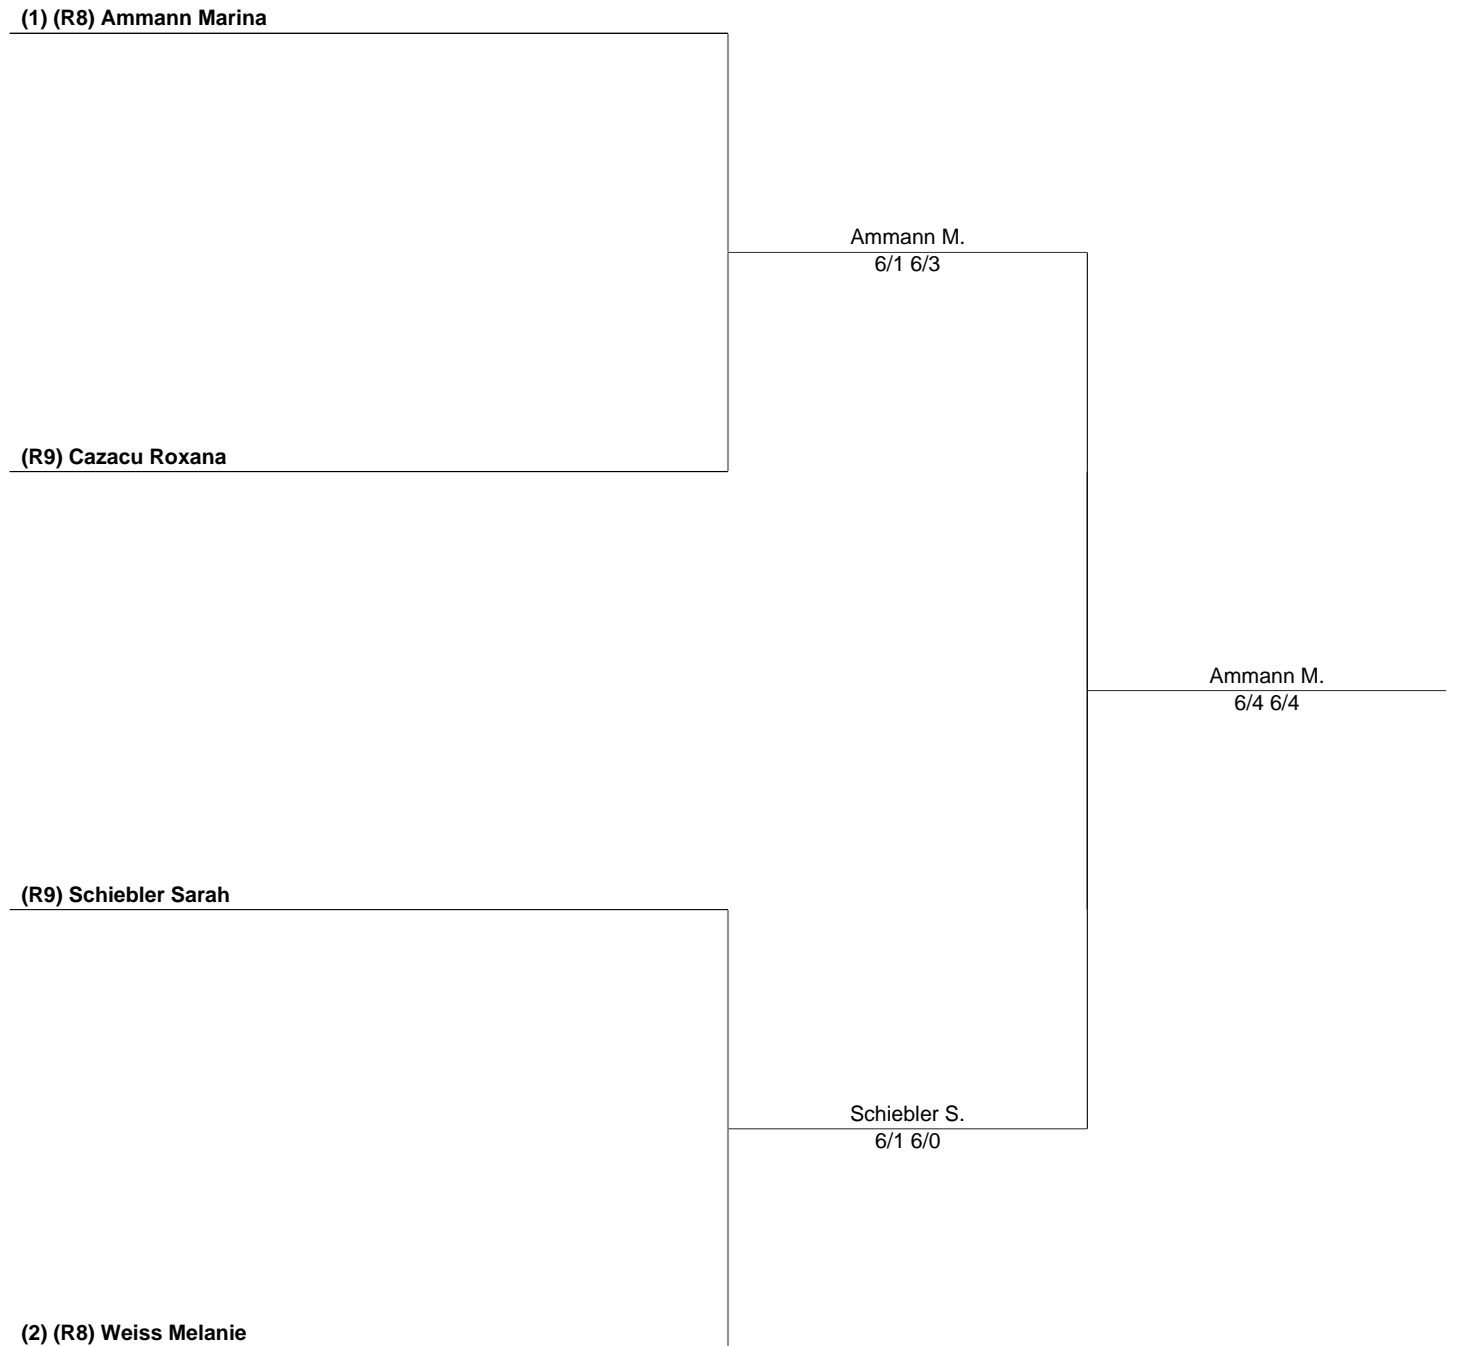 (1) (R8) Ammann Marina
Ammann M.
6/1 6/3
(R9) Cazacu Roxana
Ammann M.
6/4 6/4
(R9) Schiebler Sarah
Schiebler S.
6/1 6/0
(2) (R8) Weiss Melanie